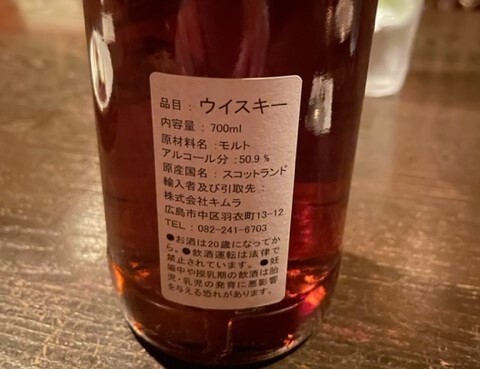 品目：ウイスキー
内容量：700ml
原材料名：モルト
アルコール分：50.9％
原産国名：スコットランド
輸入者及び引取先：
株式会社キムラ
広島市中区羽衣町13-12
TEL：082-241-6703
●お酒は20歳になってか
ら。●飲酒運転は法律で
禁止されています。●妊
娠中や授乳期の飲酒は胎
児・乳児の発育に悪影響
を与える恐れがあります。